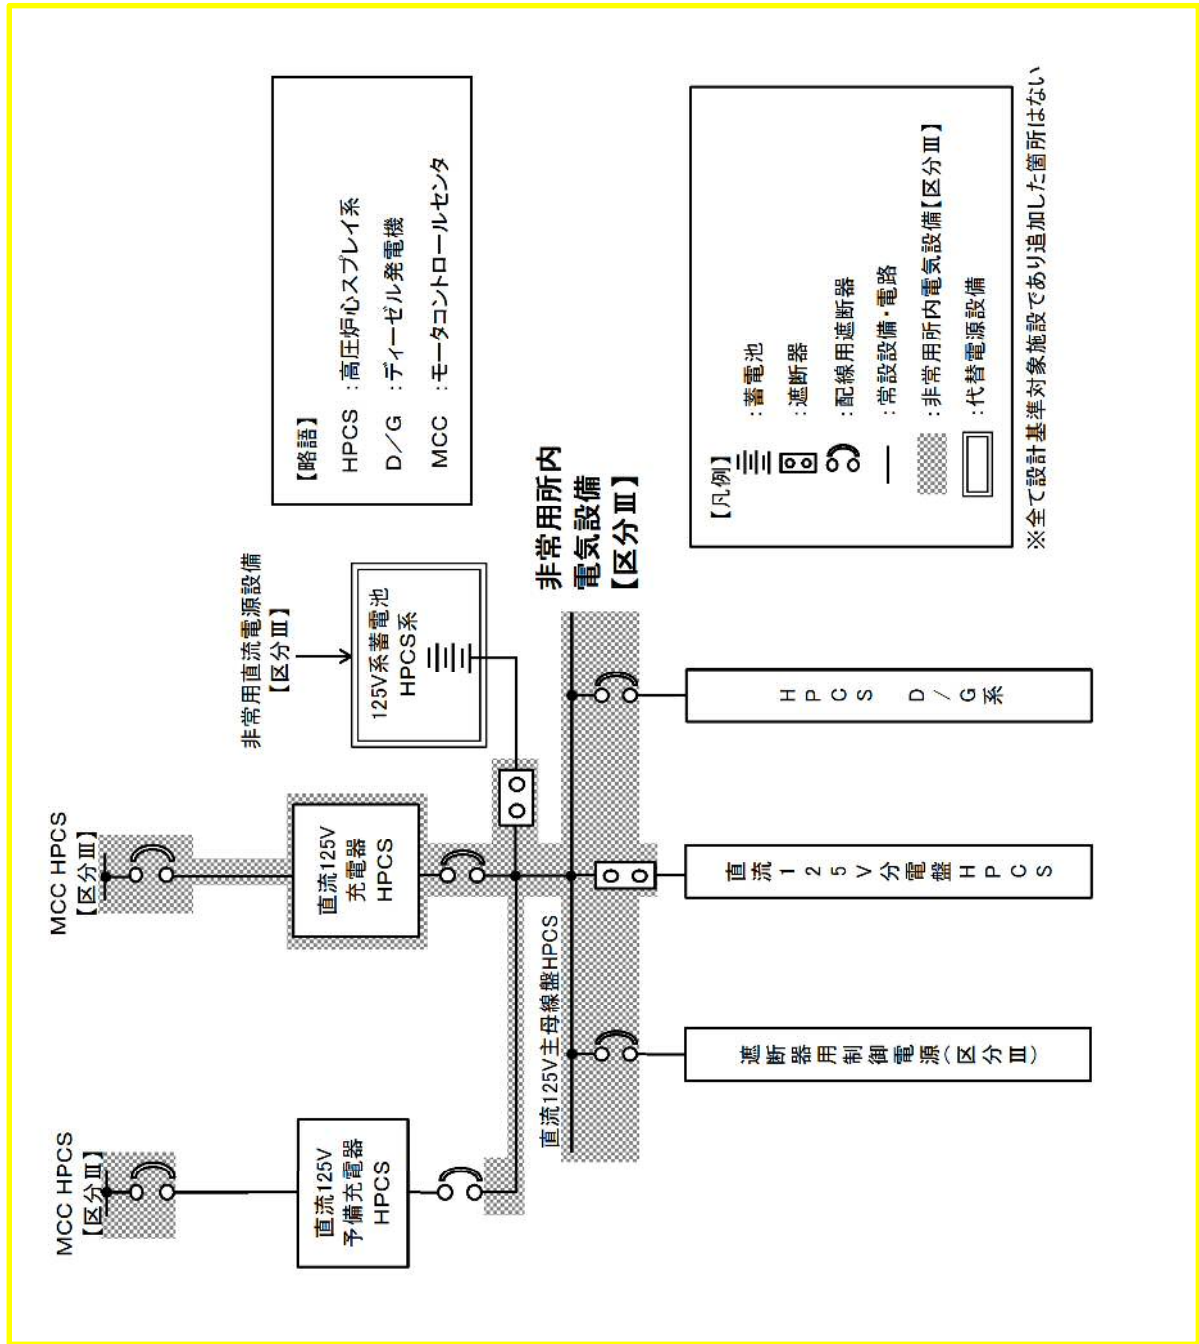 MCC HPCS
【区分Ⅲ】
MCC HPCS
【区分Ⅲ】
非常用直流電源設備
【区分Ⅲ】
直流125V
予備充電器
HPCS
直流125V
充電器
HPCS
125V系蓄電池
HPCS系
直流125V主母線盤HPCS
非常用所内
電気設備
【区分Ⅲ】
遮断器用制御電源(区分Ⅲ)
直流125V分電盤HPCS
HPCS D/G系
【略語】
HPCS :高圧炉心スプレイ系
D/G :ディーゼル発電機
MCC :モータコントロールセンタ
【凡例】
:蓄電池
:遮断器
:配線用遮断器
:常設設備・電路
:非常用所内電気設備【区分Ⅲ】
:代替電源設備
※全て設計基準対象施設であり追加した箇所はない